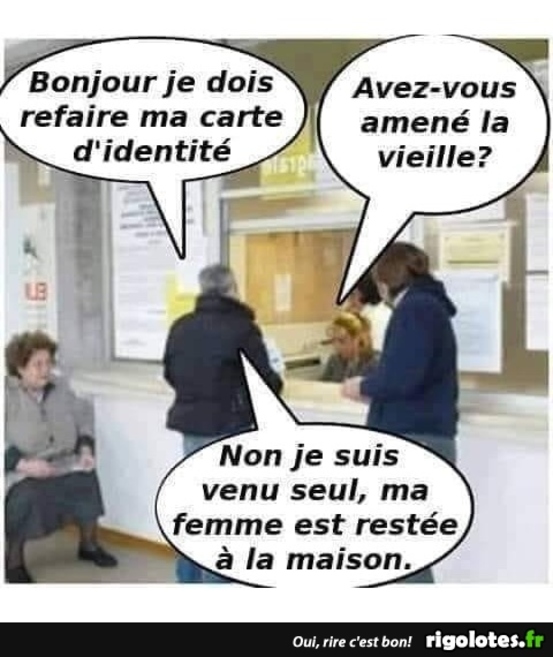 Bonjour je dois
refaire ma carte
d'identité
Avez-vous
amené la
vieille?
Non je suis
venu seul, ma
femme est restée
à la maison.
Oui, rire c'est bon! rigolotes.fr